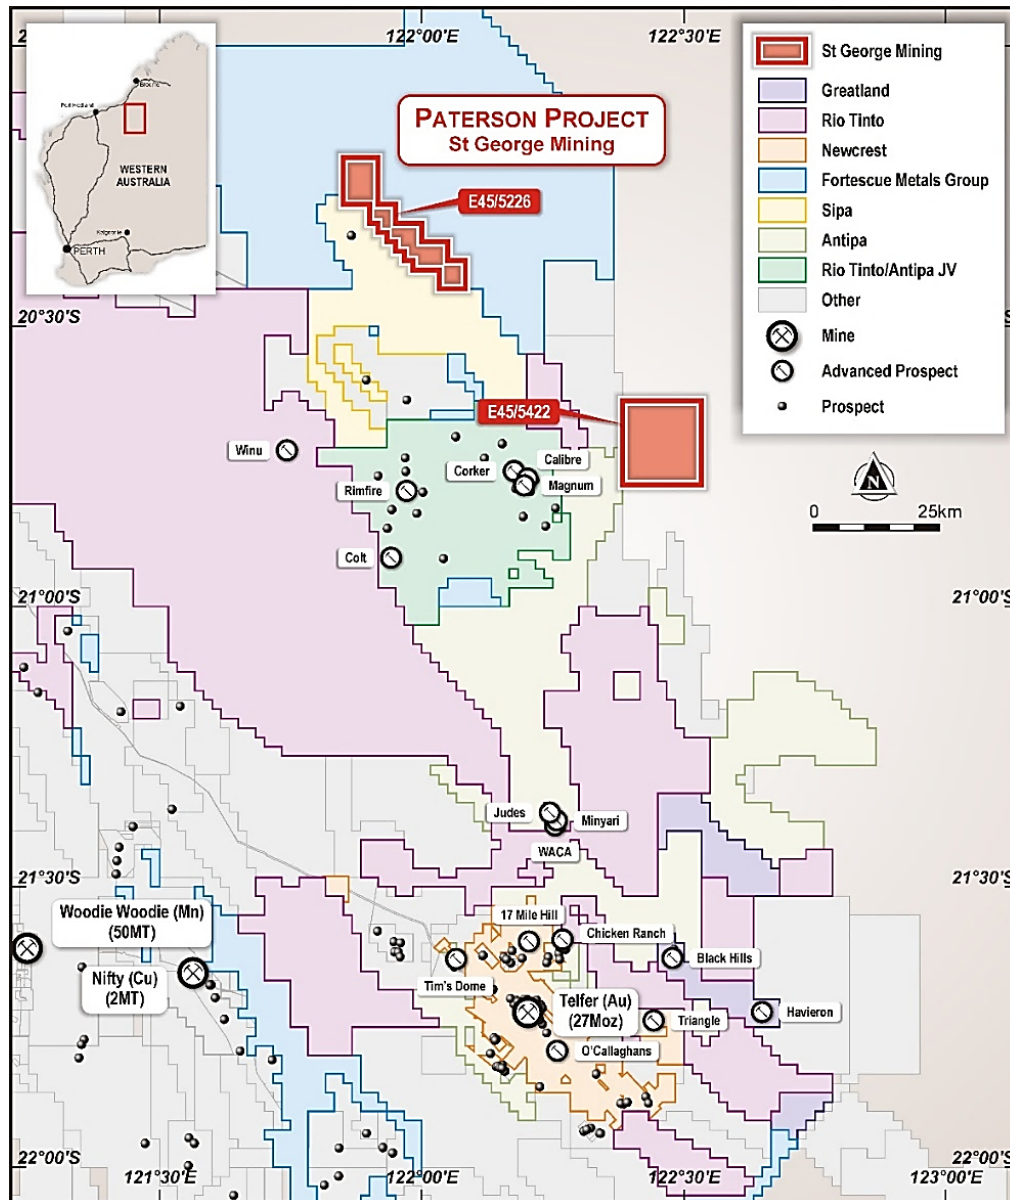 122°00'E
122°30'E
St George Mining
Greatland
Rio Tinto
Newcrest
Fortescue Metals Group
Sipa
Antipa
Rio Tinto/Antipa JV
Other
Mine
Advanced Prospect
Prospect
Broome
Port Hedland
WESTERN
AUSTRALIA
Kalgoorlie
PERTH
PATERSON PROJECT
St George Mining
E45/5226
20°30'S
E45/5422
Winu
Corker
Calibre
Magnum
Rimfire
Colt
N
0
25km
21°00'S
21°00'S
Judes
Minyari
WACA
21°30'S
21°30'S
Woodie Woodie (Mn)
(50MT)
Nifty (Cu)
(2MT)
17 Mile Hill
Chicken Ranch
Black Hills
Tim's Dome
Telfer (Au)
(27Moz)
Triangle
Havieron
O'Callaghans
22°00'S
22°00'S
121°30'E
122°00'E
122°30'E
123°00'E